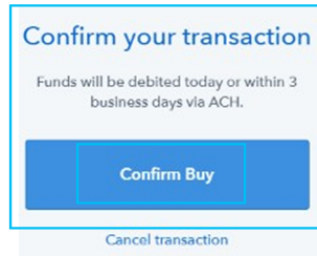 Confirm your transaction
Funds will be debited today or within 3
business days via ACH.
Confirm Buy
Cancel transaction